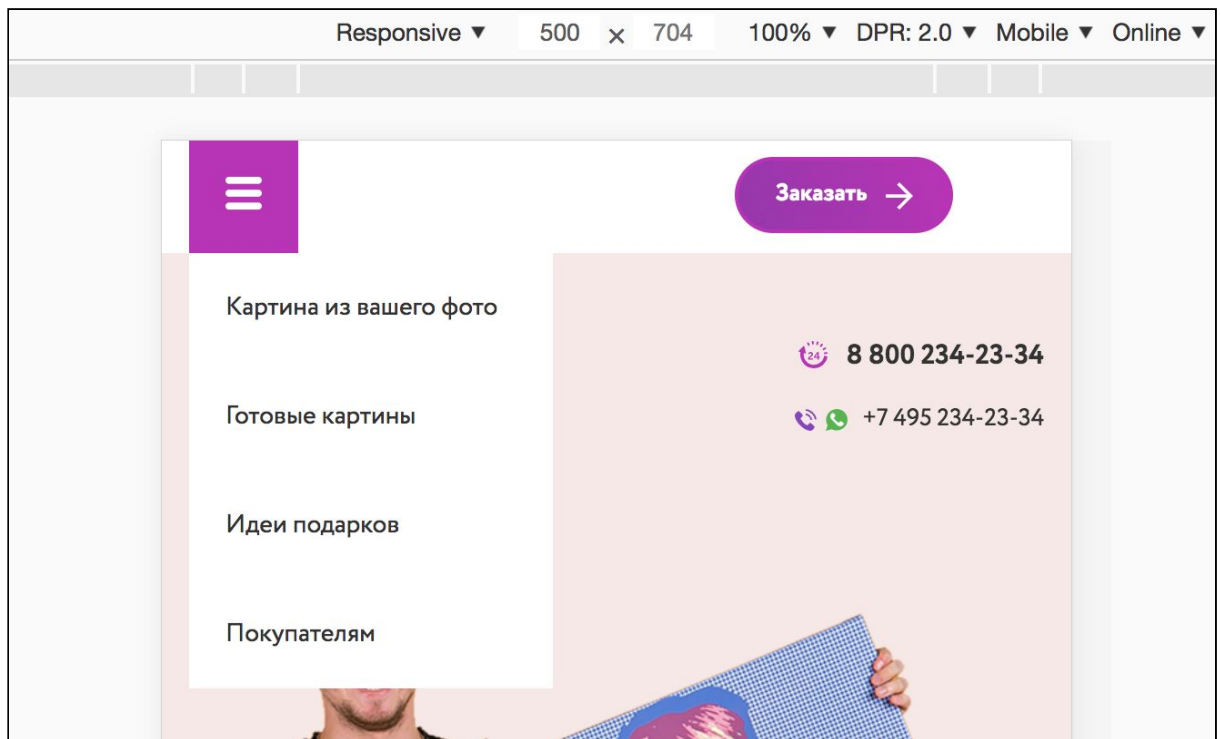 Responsive ▼ 500 × 704 100% ▼ DPR: 2.0 ▼ Mobile ▼ Online ▼
Заказать →
Картина из вашего фото
24 8 800 234-23-34
Готовые картины
+7 495 234-23-34
Идеи подарков
Покупателям